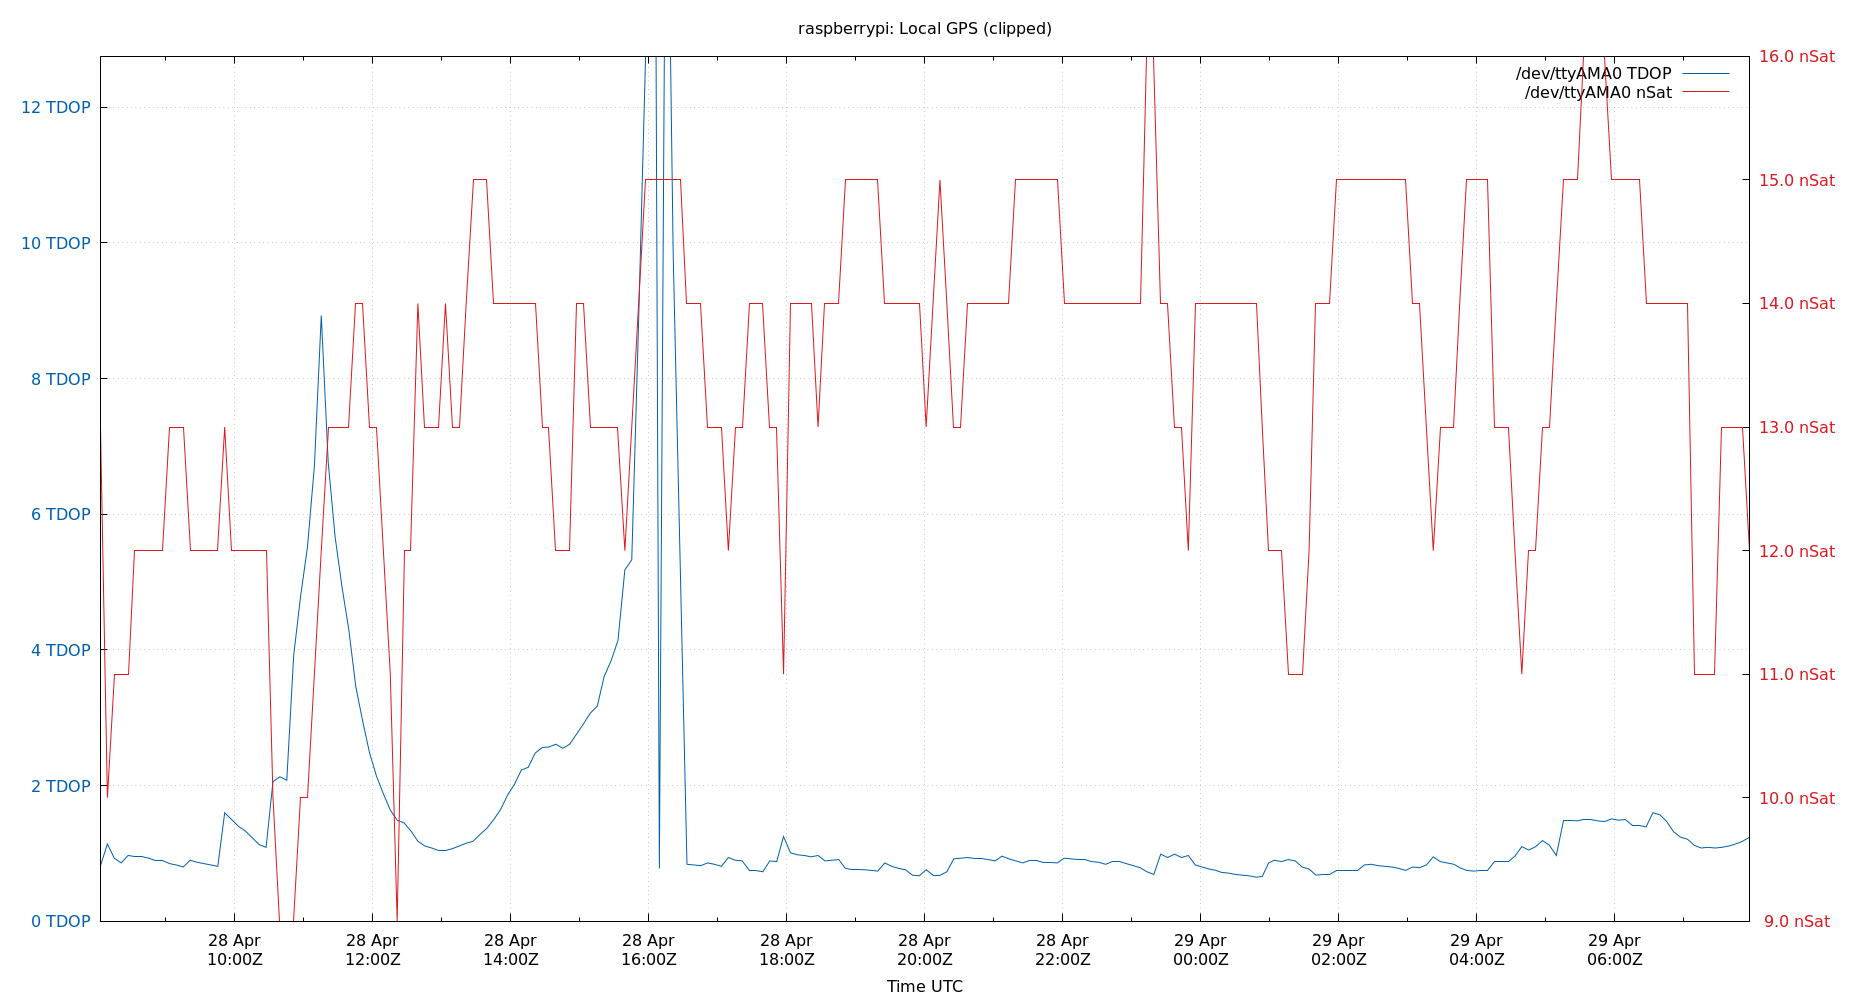 raspberrypi: Local GPS (clipped)
/dev/ttyAMA0 TDOP
/dev/ttyAMA0 nSat
12 TDOP
10 TDOP
8 TDOP
6 TDOP
4 TDOP
2 TDOP
0 TDOP
16.0 nSat
15.0 nSat
14.0 nSat
13.0 nSat
12.0 nSat
11.0 nSat
10.0 nSat
9.0 nSat
28 Apr 28 Apr 28 Apr 28 Apr 28 Apr 28 Apr 28 Apr 29 Apr 29 Apr 29 Apr 29 Apr
10:00Z 12:00Z 14:00Z 16:00Z 18:00Z 20:00Z 22:00Z 00:00Z 02:00Z 04:00Z 06:00Z
Time UTC